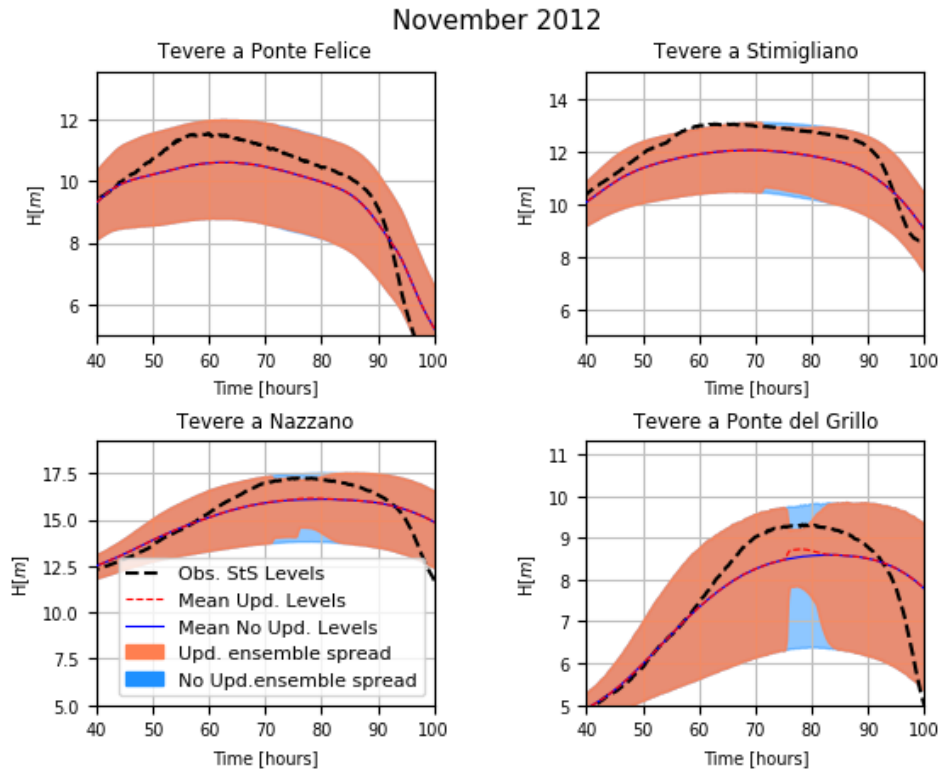 November 2012
Tevere a Ponte Felice
12
10
8
6
H[m]
40 50 60 70 80 90 100
Time [hours]
Tevere a Stimigliano
14
12
10
8
6
H[m]
40 50 60 70 80 90 100
Time [hours]
Tevere a Nazzano
17.5
15.0
12.5
10.0
7.5
5.0
H[m]
Obs. StS Levels
Mean Upd. Levels
Mean No Upd. Levels
Upd. ensemble spread
No Upd.ensemble spread
40 50 60 70 80 90 100
Time [hours]
Tevere a Ponte del Grillo
11
10
9
8
7
6
5
H[m]
40 50 60 70 80 90 100
Time [hours]